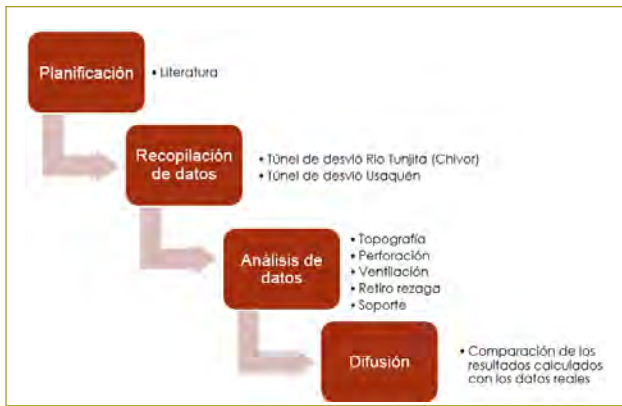 Planificación
• Literatura
Recopilación
de datos
• Túnel de desvió Rio Tunjita (Chivor)
• Túnel de desvió Usaquén
Análisis de
datos
• Topografía
• Perforación
• Ventilación
• Retiro rezaga
• Soporte
Difusión
• Comparación de los
resultados calculados
con los datos reales